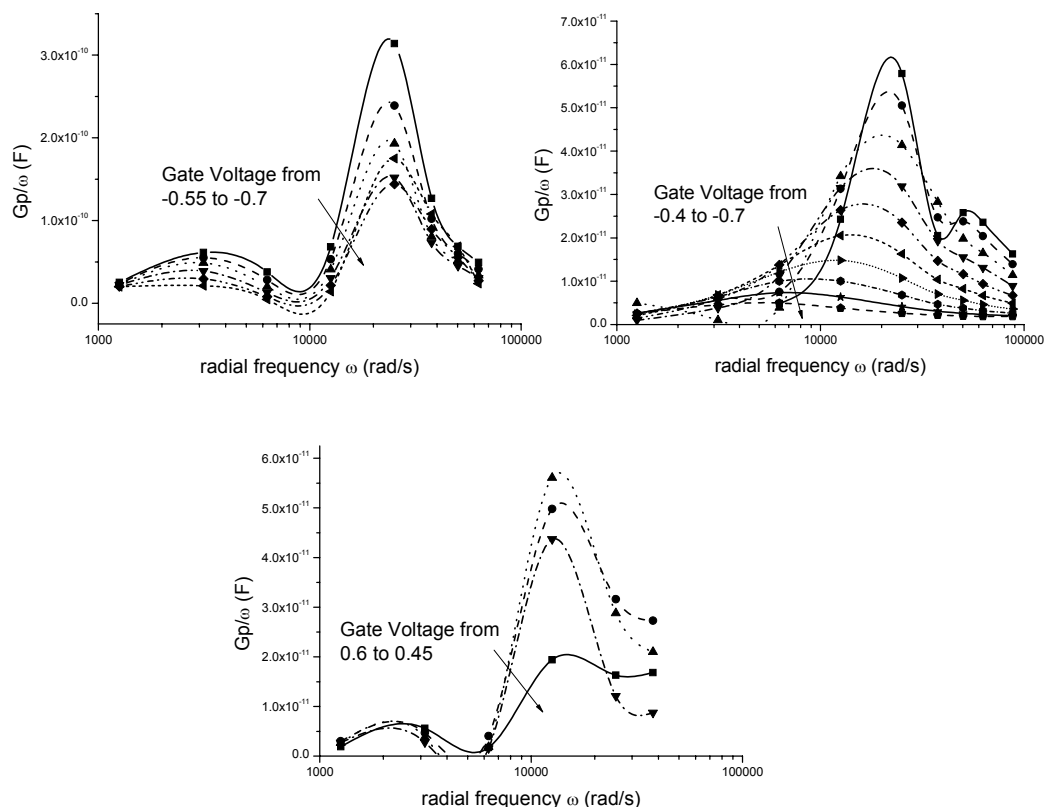 3.0x10⁻¹⁰
2.0x10⁻¹⁰
1.0x10⁻¹⁰
0.0
Gp/ω (F)
Gate Voltage from
-0.55 to -0.7
1000 10000 100000
radial frequency ω (rad/s)
7.0x10⁻¹¹
6.0x10⁻¹¹
5.0x10⁻¹¹
4.0x10⁻¹¹
3.0x10⁻¹¹
2.0x10⁻¹¹
1.0x10⁻¹¹
0.0
Gp/ω (F)
Gate Voltage from
-0.4 to -0.7
1000 10000 100000
radial frequency ω (rad/s)
6.0x10⁻¹¹
5.0x10⁻¹¹
4.0x10⁻¹¹
3.0x10⁻¹¹
2.0x10⁻¹¹
1.0x10⁻¹¹
0.0
Gp/ω (F)
Gate Voltage from
0.6 to 0.45
1000 10000 100000
radial frequency ω (rad/s)